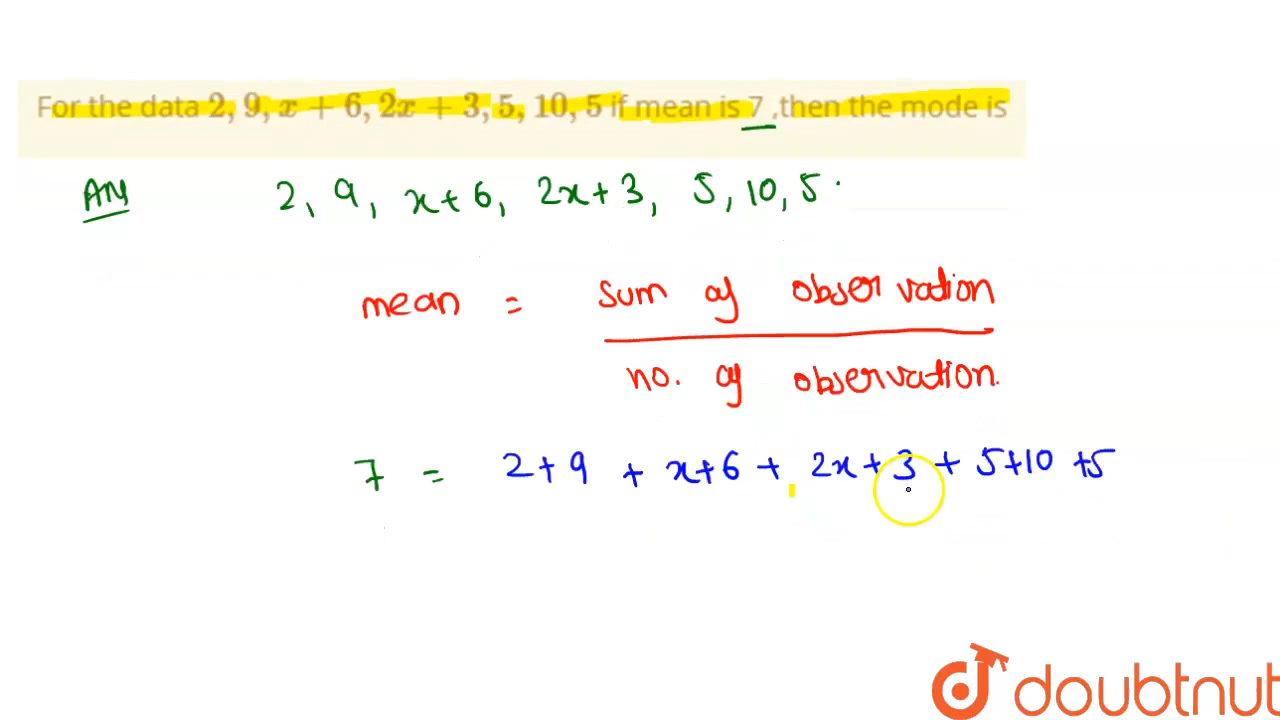 For the data 2, 9, x + 6, 2x + 3, 5, 10, 5 if mean is 7 ,then the mode is
Ans 2, 9, x+6, 2x+3, 5, 10, 5.
mean = sum of observation
no. of observation.
7 = 2+9 + x+6 + 2x+3 + 5+10 +5
doubtnut